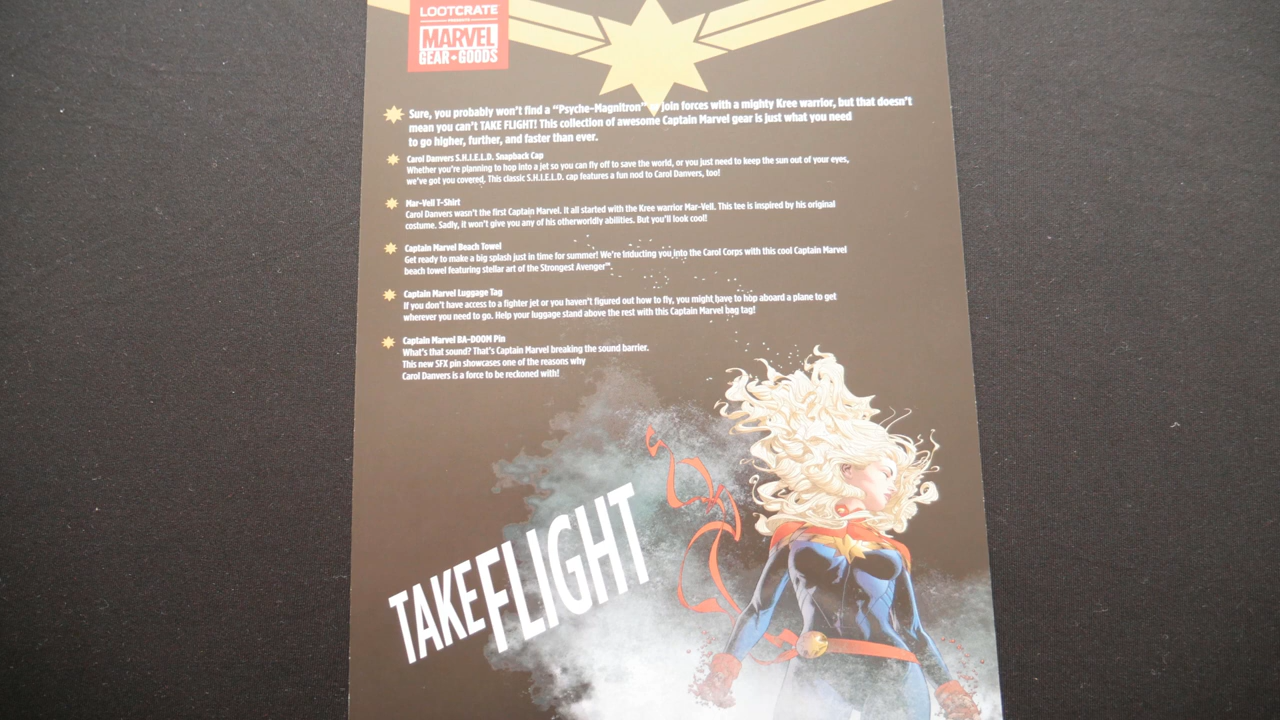 LOOTCRATE
PRESENTS
MARVEL
GEAR + GOODS
Sure, you probably won't find a "Psyche-Magnitron" or join forces with a mighty Kree warrior, but that doesn't
mean you can't TAKE FLIGHT! This collection of awesome Captain Marvel gear is just what you need
to go higher, further, and faster than ever.
Carol Danvers S.H.I.E.L.D. Snapback Cap
Whether you're planning to hop into a jet so you can fly off to save the world, or you just need to keep the sun out of your eyes,
we've got you covered. This classic S.H.I.E.L.D. cap features a fun nod to Carol Danvers, too!
Mar-Vell T-Shirt
Carol Danvers wasn't the first Captain Marvel. It all started with the Kree warrior Mar-Vell. This tee is inspired by his original
costume. Sadly, it won't give you any of his otherworldly abilities. But you'll look cool!
Captain Marvel Beach Towel
Get ready to make a big splash just in time for summer! We're inducting you into the Carol Corps with this cool Captain Marvel
beach towel featuring stellar art of the Strongest Avenger™.
Captain Marvel Luggage Tag
If you don't have access to a fighter jet or you haven't figured out how to fly, you might have to hop aboard a plane to get
wherever you need to go. Help your luggage stand above the rest with this Captain Marvel bag tag!
Captain Marvel BA-DOOM Pin
What's that sound? That's Captain Marvel breaking the sound barrier.
This new SFX pin showcases one of the reasons why
Carol Danvers is a force to be reckoned with!
TAKE FLIGHT